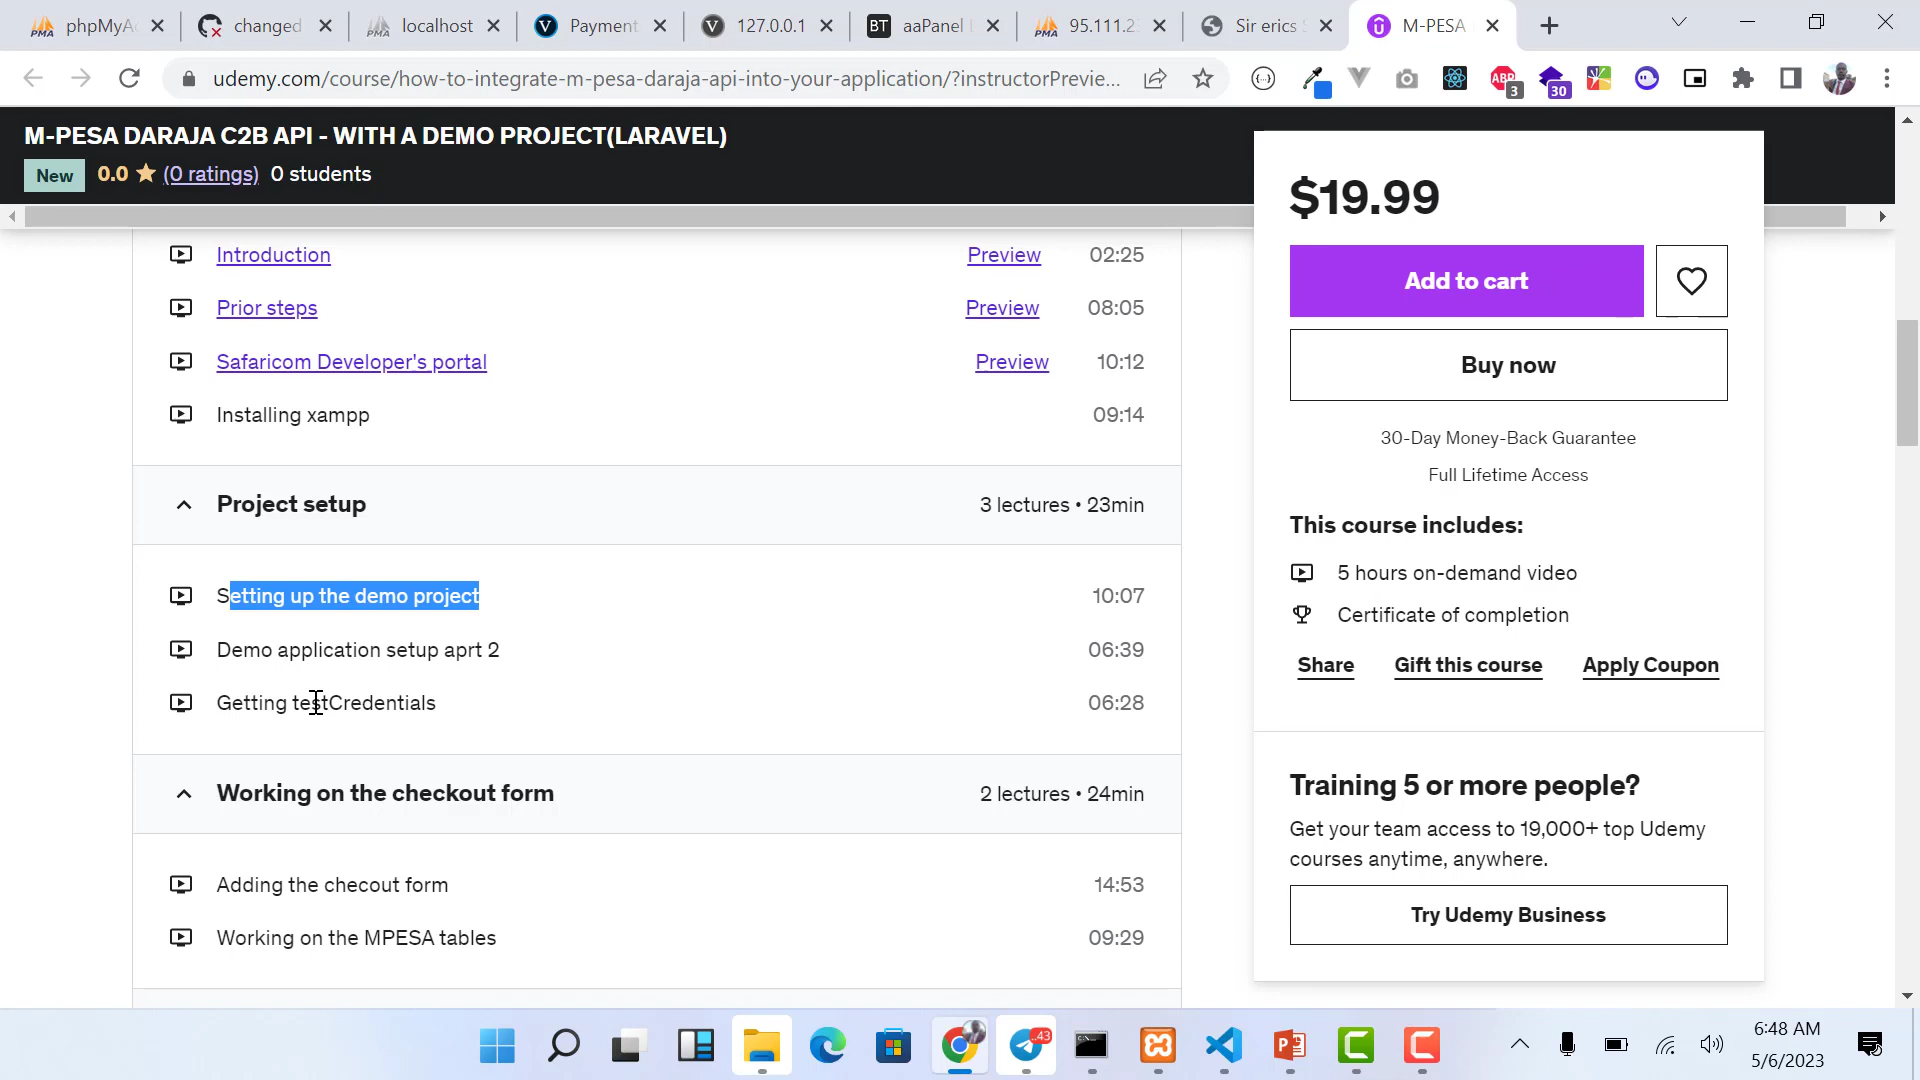 phpMyA
changed
localhost
Payment
127.0.0.1
aaPanel
95.111.2
Sir erics S
M-PESA
udemy.com/course/how-to-integrate-m-pesa-daraja-api-into-your-application/?instructorPrevie...
3
30
M-PESA DARAJA C2B API - WITH A DEMO PROJECT(LARAVEL)
New 0.0 (0 ratings) 0 students
Introduction Preview 02:25
Prior steps Preview 08:05
Safaricom Developer's portal Preview 10:12
Installing xampp 09:14
Project setup 3 lectures • 23min
Setting up the demo project 10:07
Demo application setup aprt 2 06:39
Getting testCredentials 06:28
Working on the checkout form 2 lectures • 24min
Adding the checout form 14:53
Working on the MPESA tables 09:29
$19.99
Add to cart
Buy now
30-Day Money-Back Guarantee
Full Lifetime Access
This course includes:
5 hours on-demand video
Certificate of completion
Share Gift this course Apply Coupon
Training 5 or more people?
Get your team access to 19,000+ top Udemy
courses anytime, anywhere.
Try Udemy Business
6:48 AM
5/6/2023